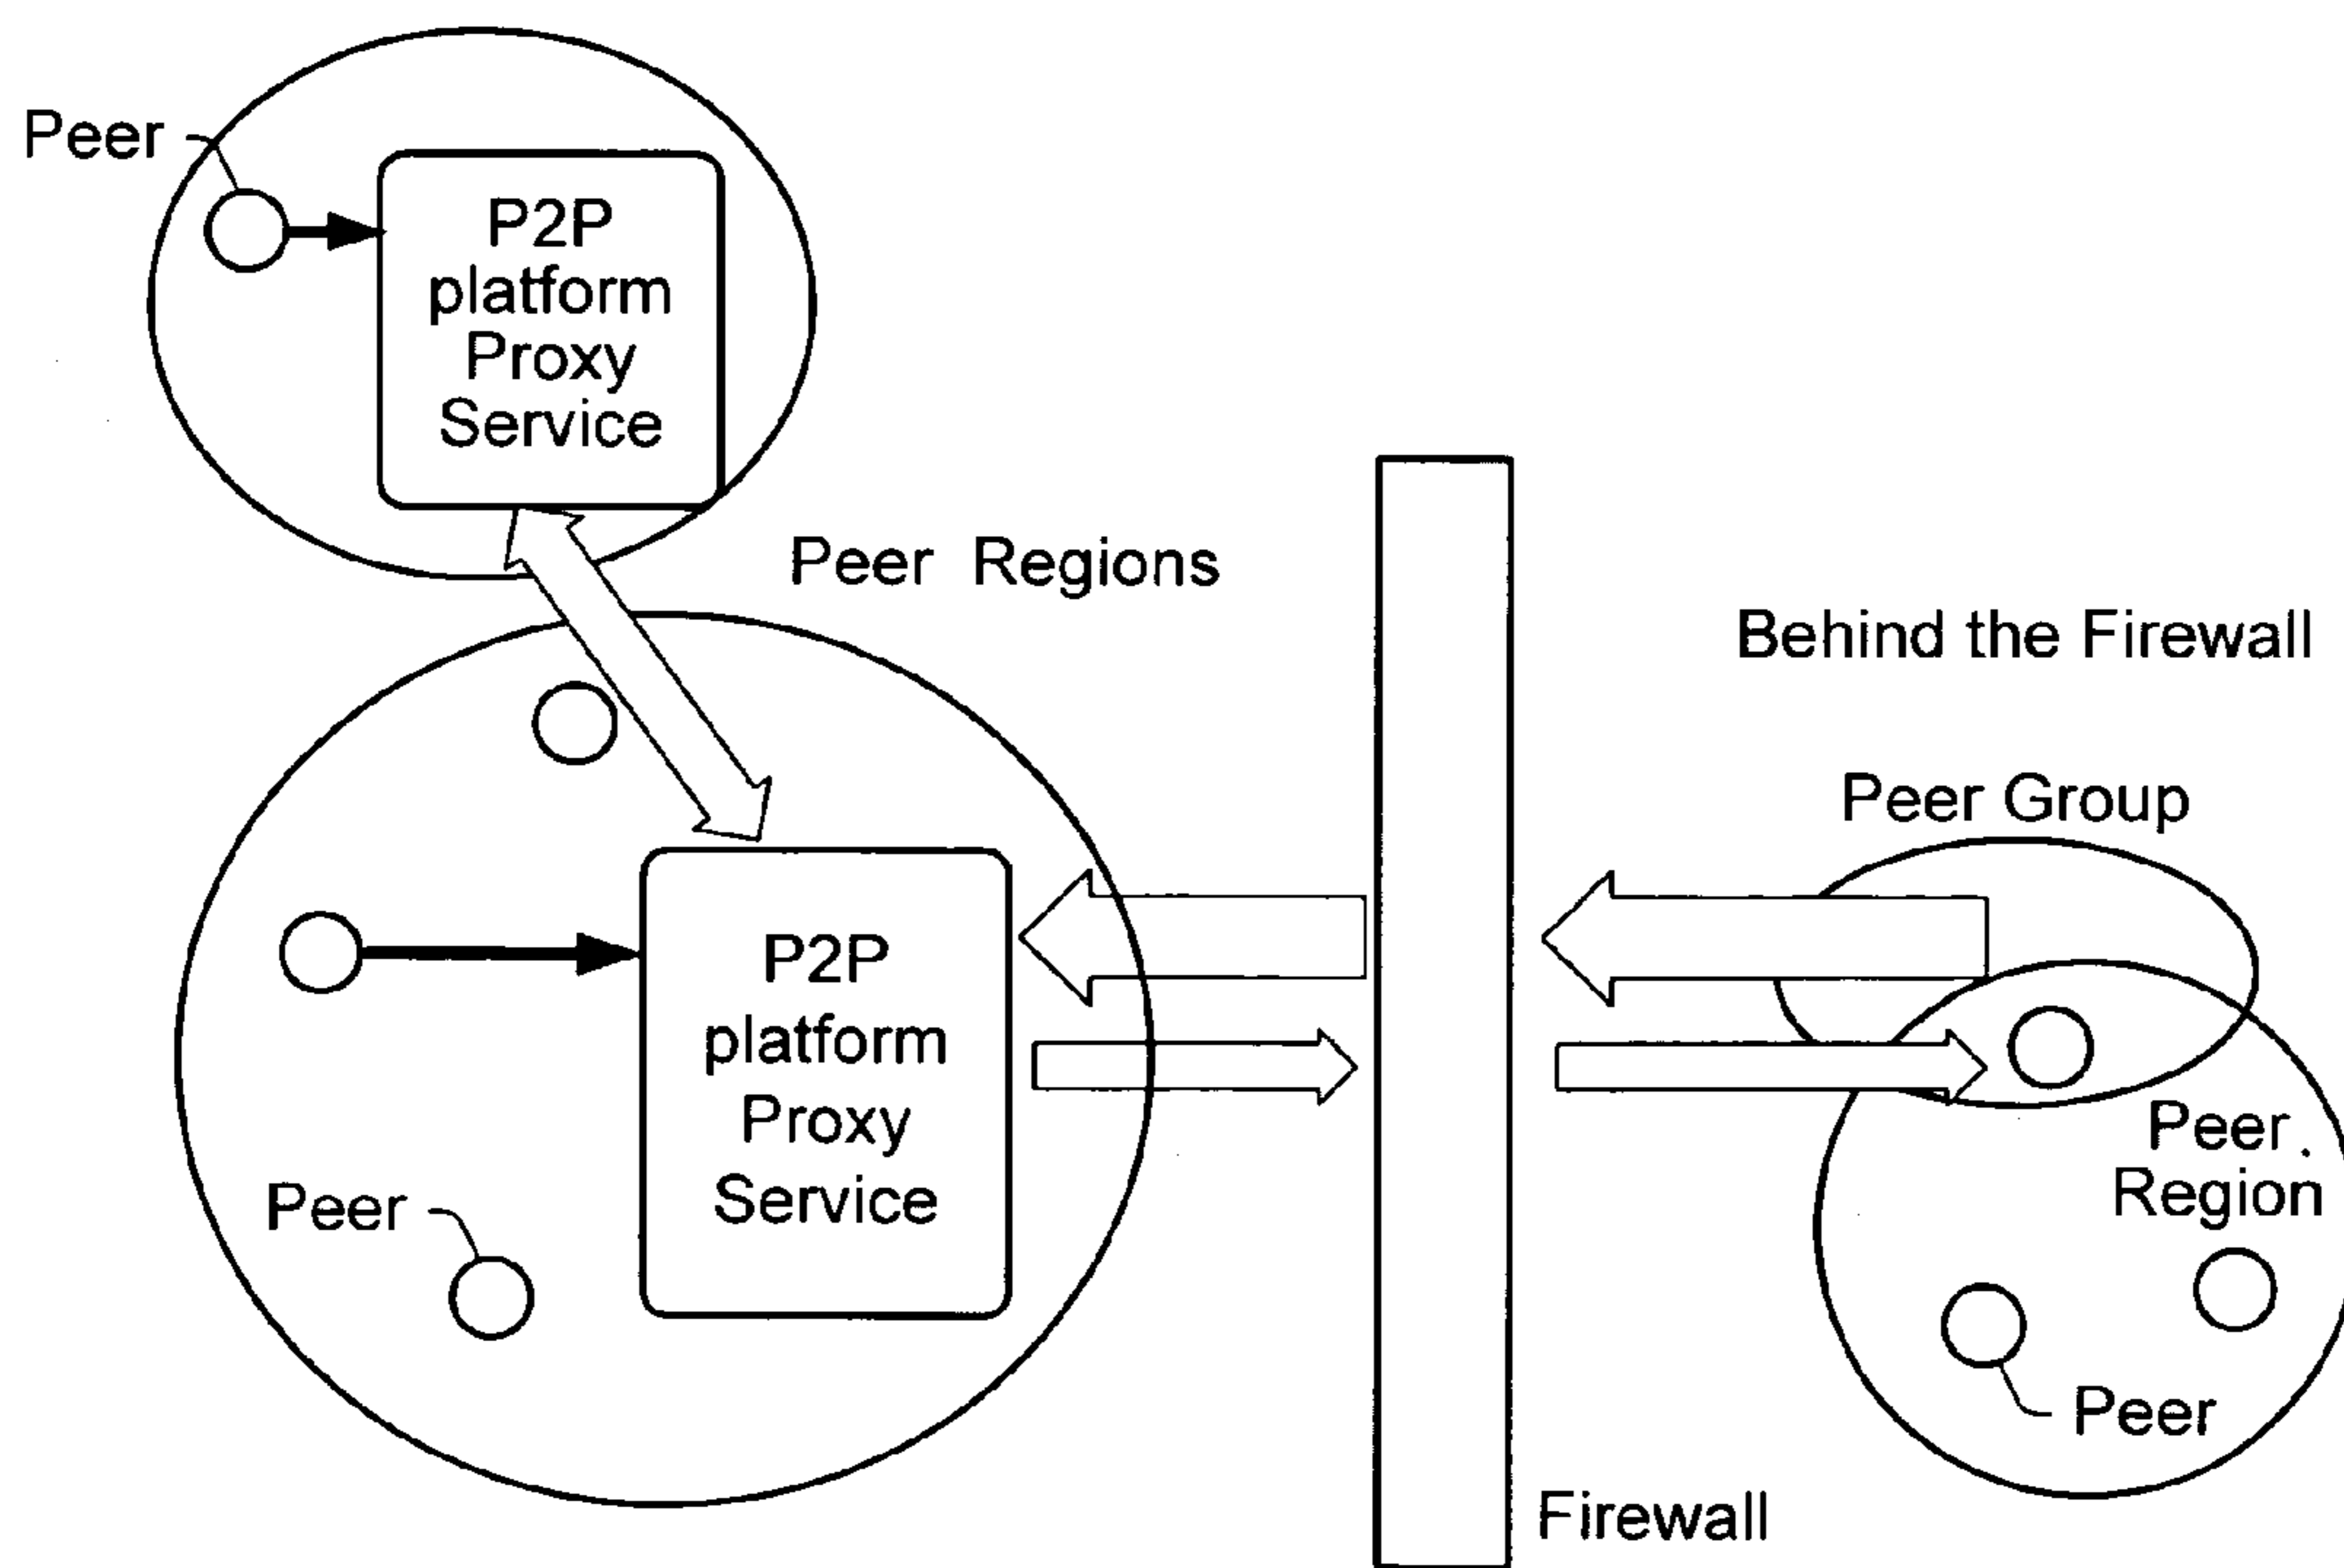 Peer
P2P
platform
Proxy
Service
Peer Regions
Behind the Firewall
Peer Group
P2P
platform
Proxy
Service
Peer
Region
Peer
Peer
Firewall